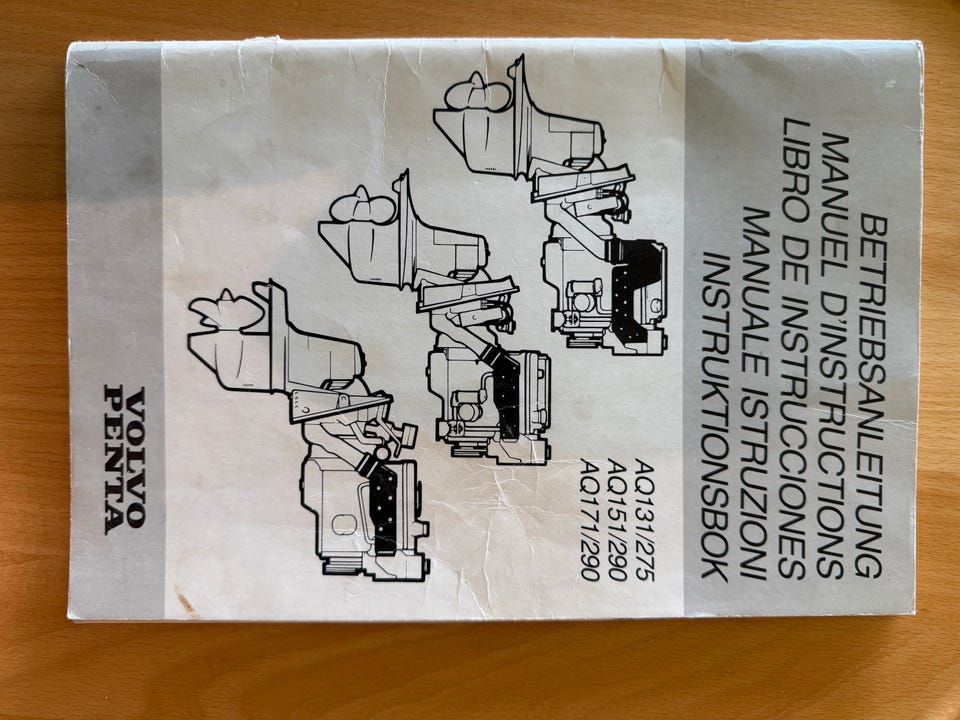 BETRIEBSANLEITUNG
MANUEL D'INSTRUCTIONS
LIBRO DE INSTRUCCIONES
MANUALE ISTRUZIONI
INSTRUKTIONSBOK
AQ131/275
AQ151/290
AQ171/290
VOLVO
PENTA